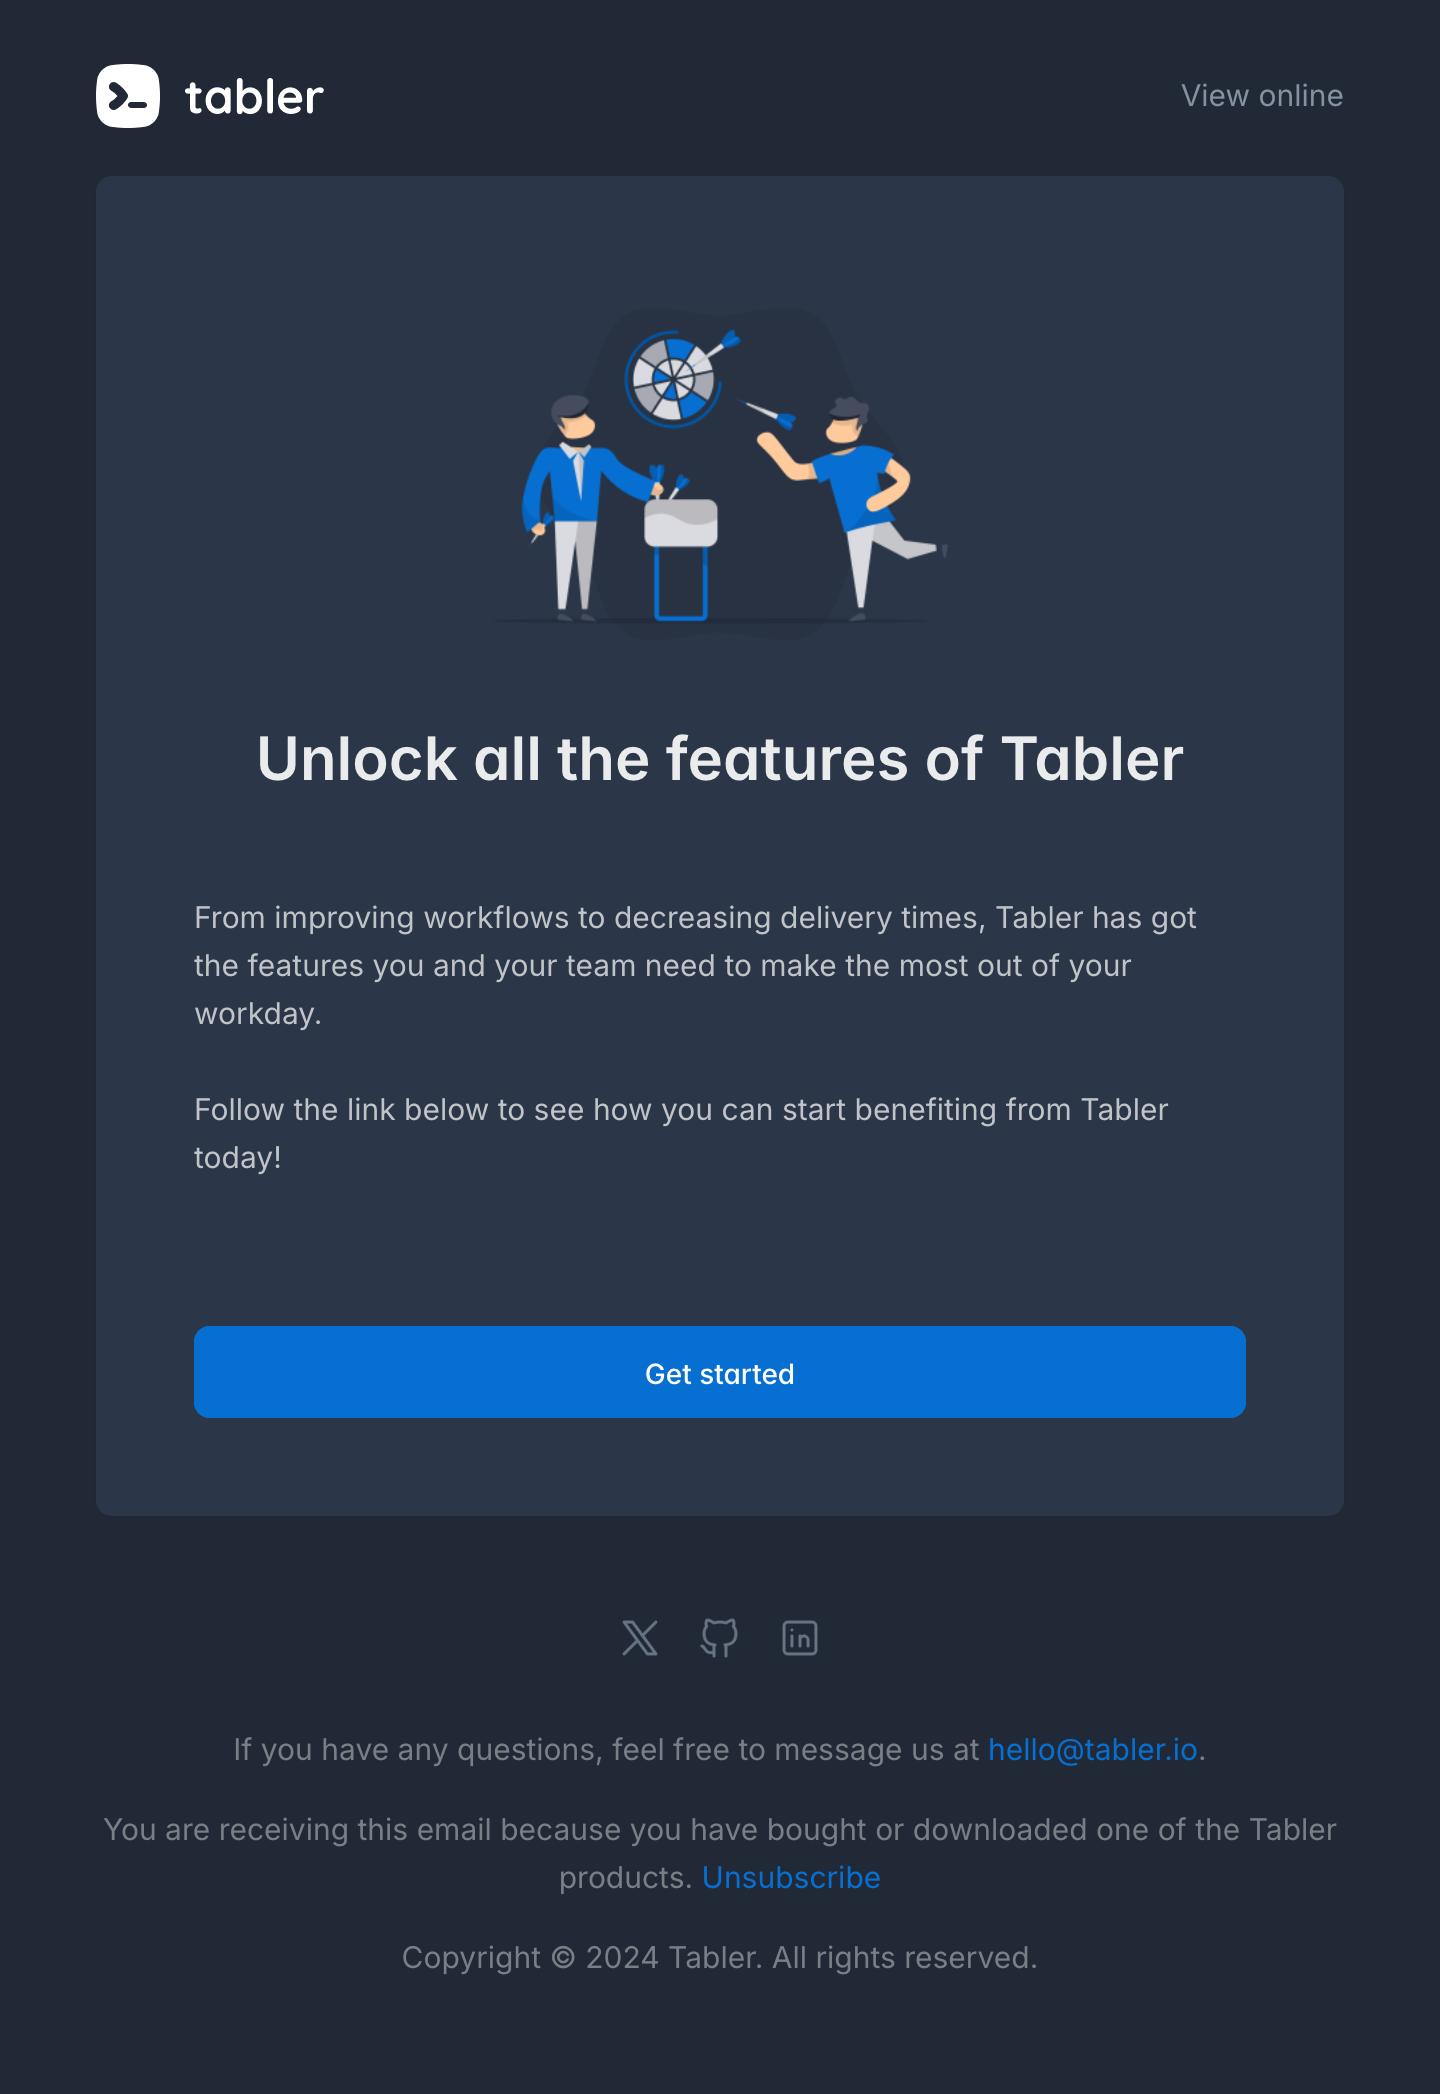 tabler
View online
Unlock all the features of Tabler
From improving workflows to decreasing delivery times, Tabler has got
the features you and your team need to make the most out of your
workday.
Follow the link below to see how you can start benefiting from Tabler
today!
Get started
If you have any questions, feel free to message us at hello@tabler.io.
You are receiving this email because you have bought or downloaded one of the Tabler
products. Unsubscribe
Copyright © 2024 Tabler. All rights reserved.